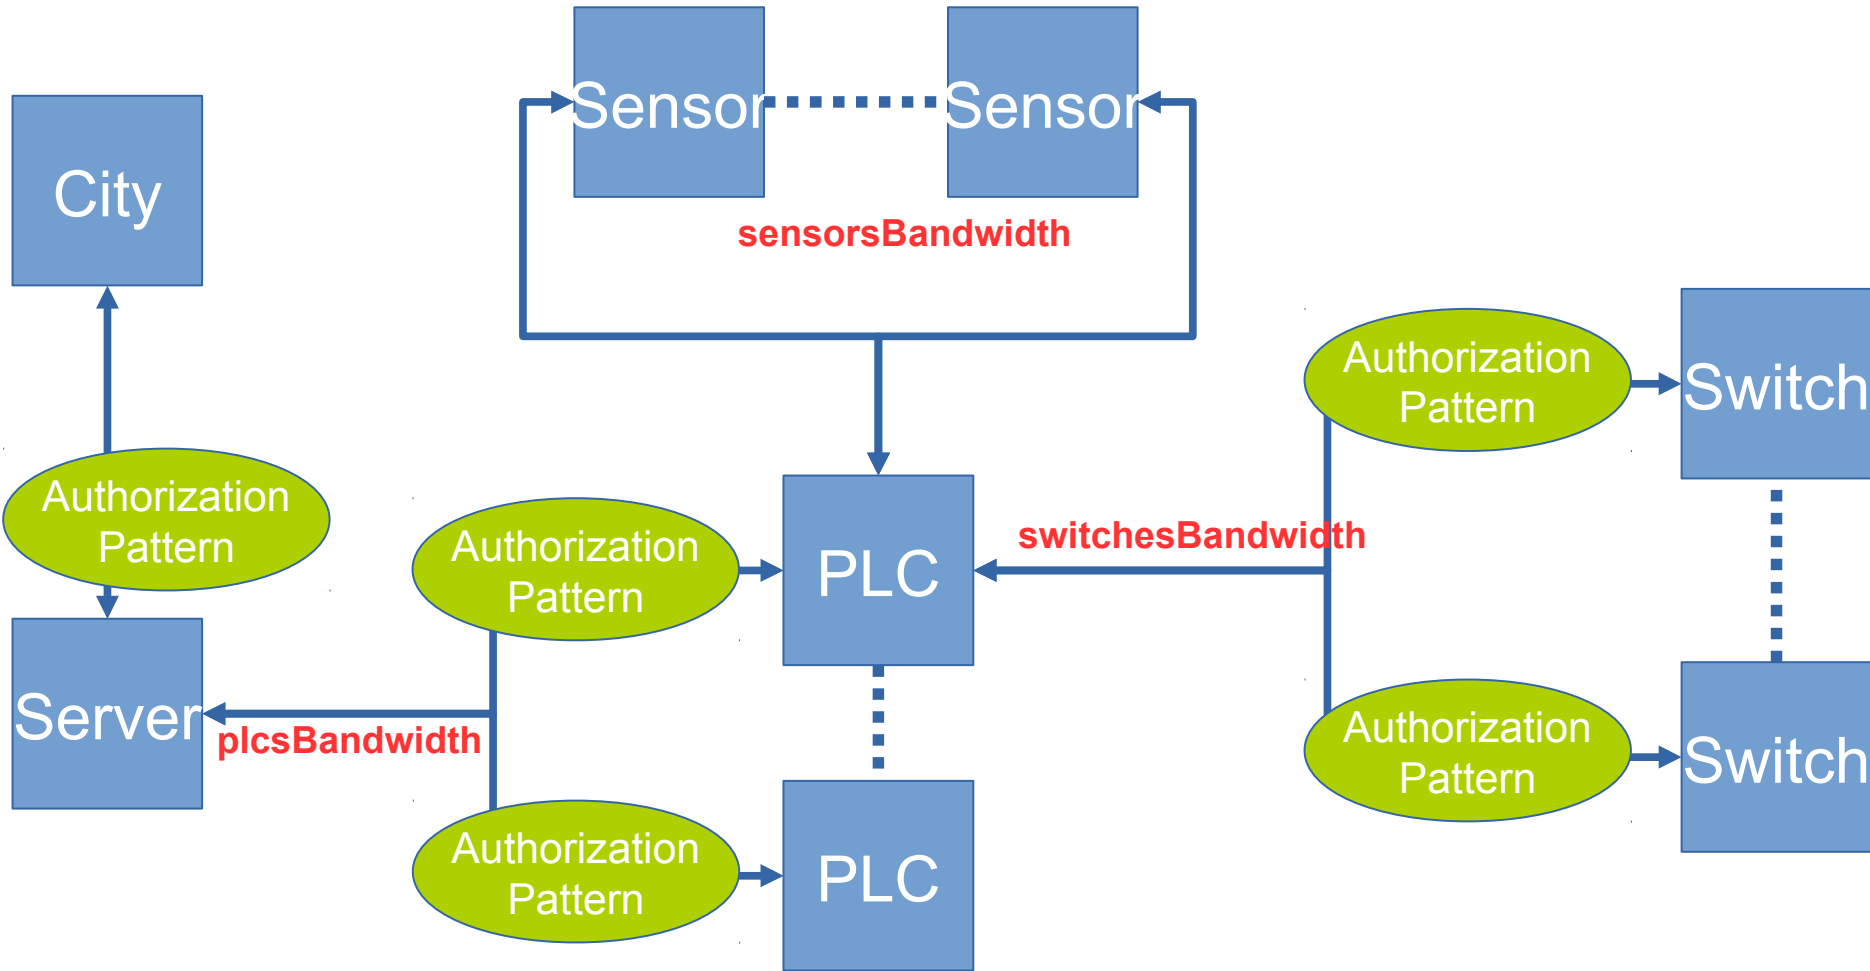 Sensor
Sensor
City
sensorsBandwidth
Authorization
Pattern
Switch
Authorization
Pattern
Authorization
Pattern
PLC
switchesBandwidth
Server
plcsBandwidth
Authorization
Pattern
Switch
Authorization
Pattern
PLC